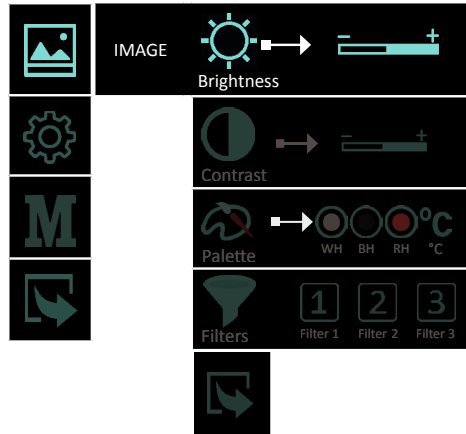 IMAGE
- +
Brightness
- +
Contrast
°C
WH BH RH °C
Palette
M
1 2 3
Filters
Filter 1 Filter 2 Filter 3